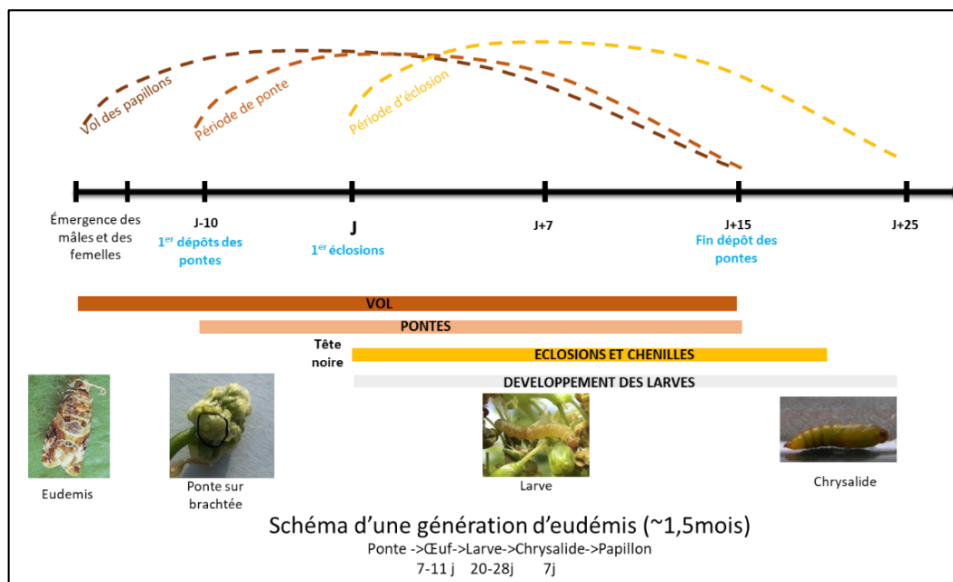 Vol des papillons
Période de ponte
Période d'éclosion
Émergence des
mâles et des
femelles
J-10
1er dépôts des
pontes
J
1er éclosions
J+7
J+15
Fin dépôt des
pontes
J+25
VOL
PONTES
Tête
noire
ECLOSIONS ET CHENILLES
DEVELOPPEMENT DES LARVES
Eudemis
Ponte sur
brachtée
Larve
Chrysalide
Schéma d'une génération d'eudémis (~1,5mois)
Ponte ->Œuf->Larve->Chrysalide->Papillon
7-11 j 20-28j 7j